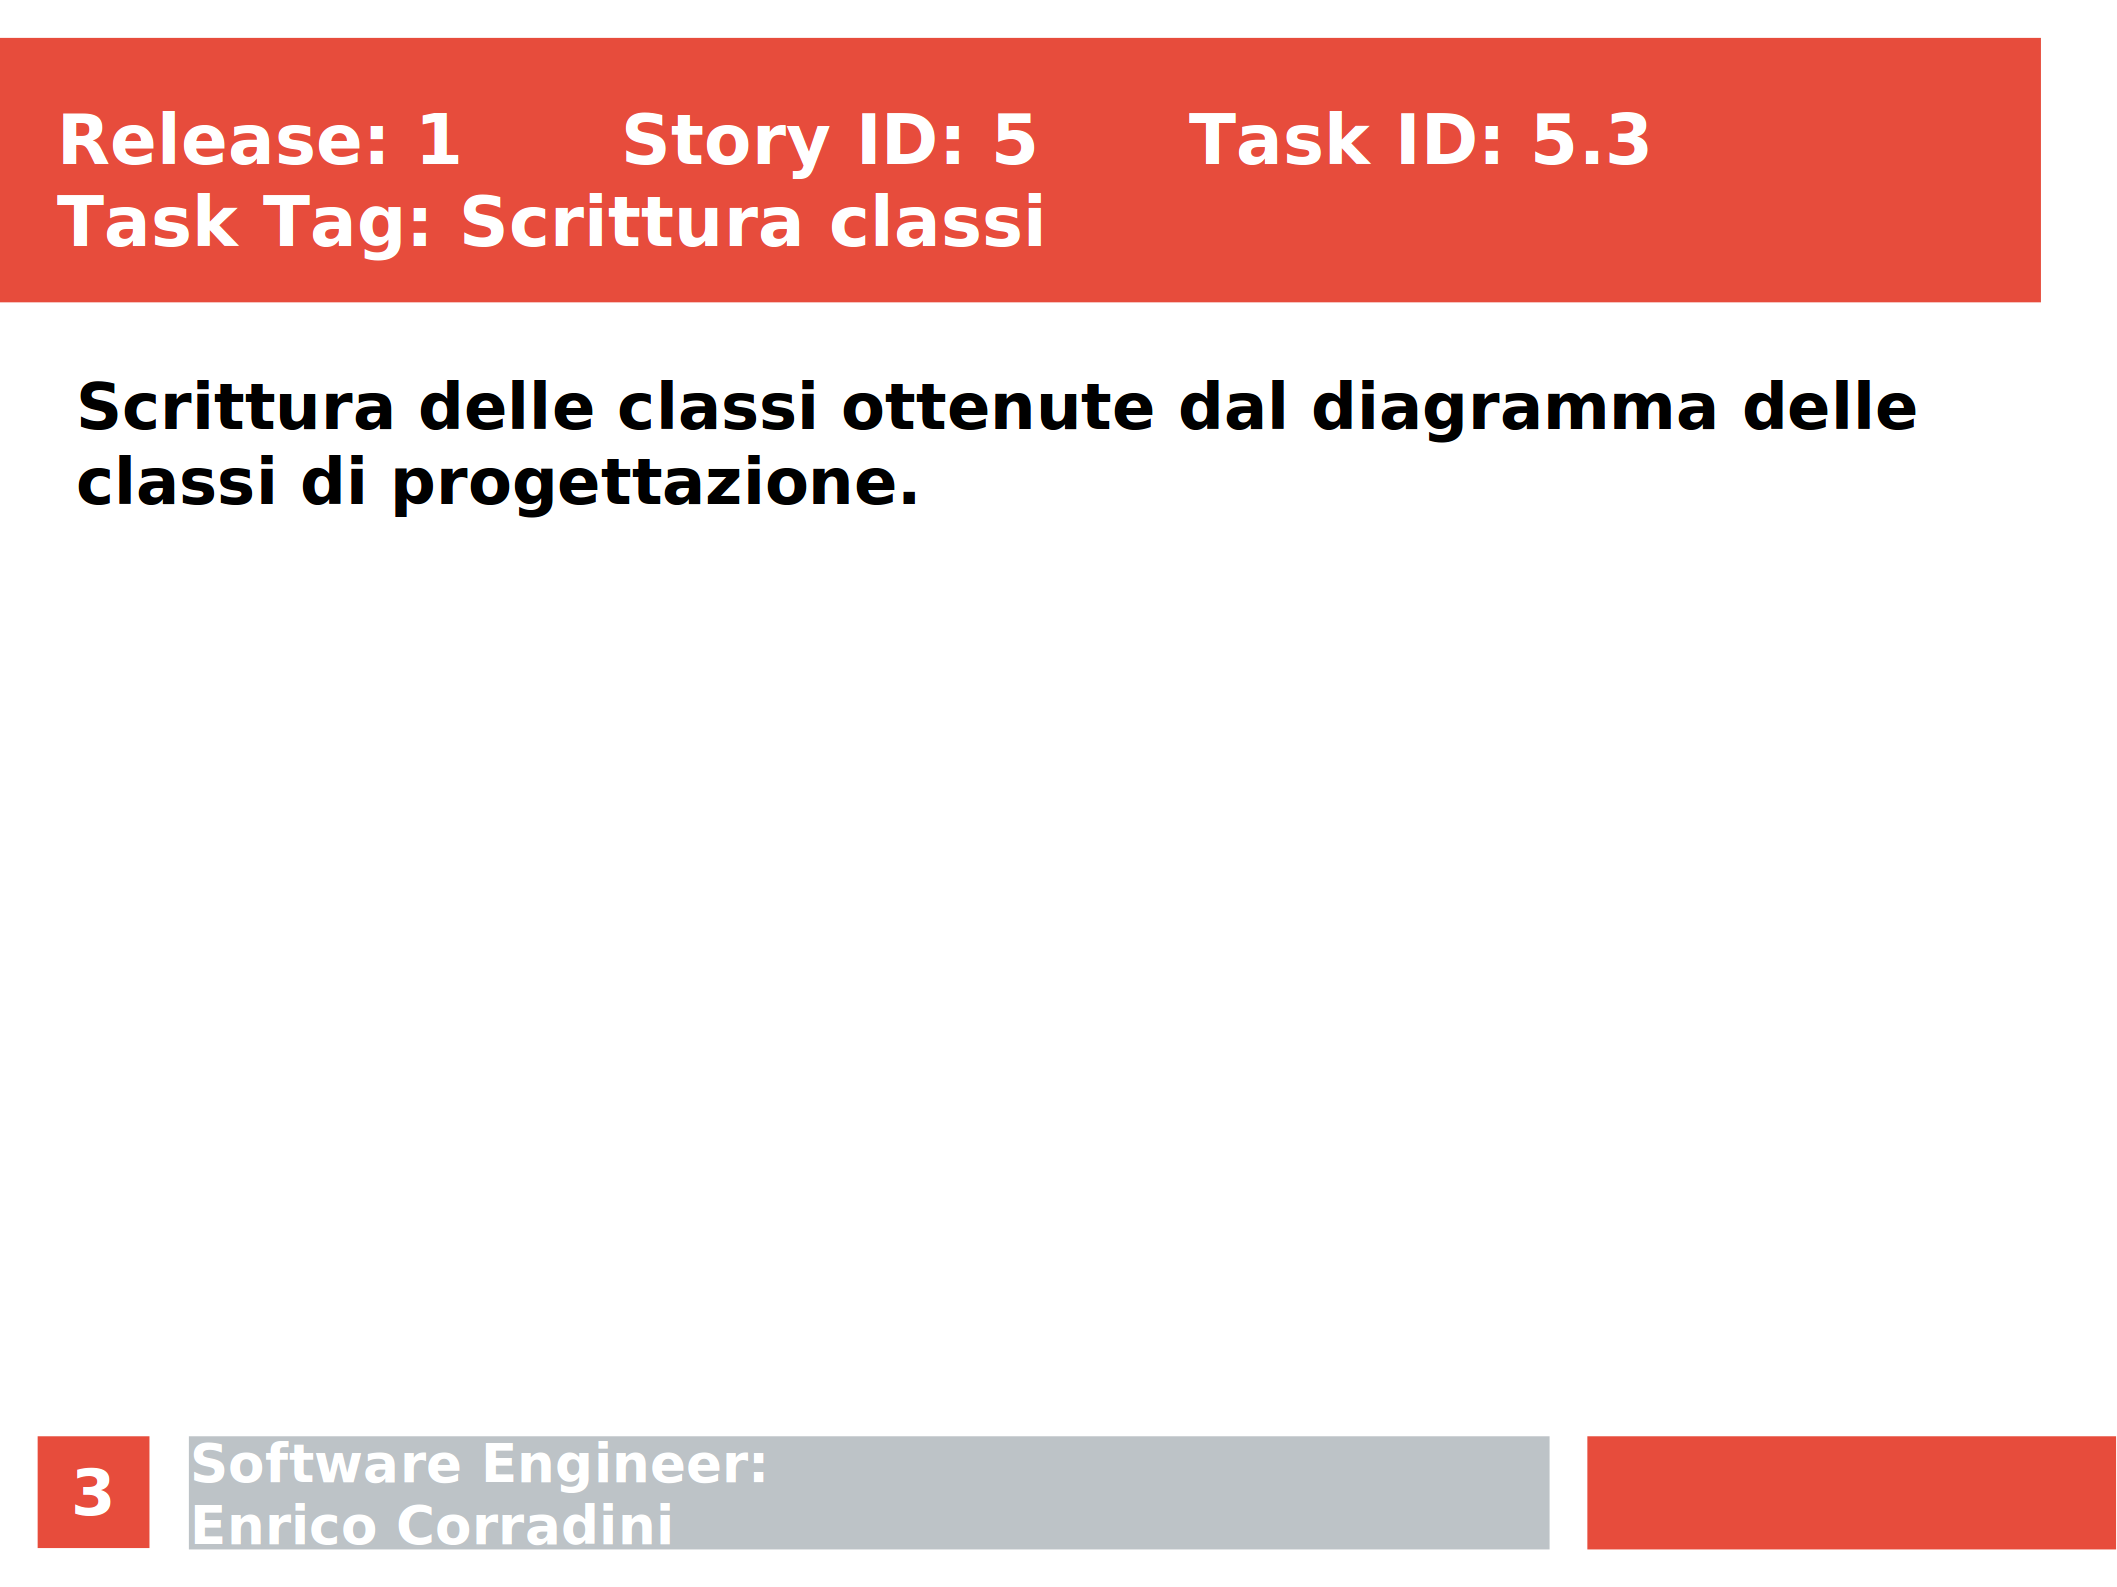 Release: 1 Story ID: 5 Task ID: 5.3
Task Tag: Scrittura classi
Scrittura delle classi ottenute dal diagramma delle
classi di progettazione.
3
Software Engineer:
Enrico Corradini